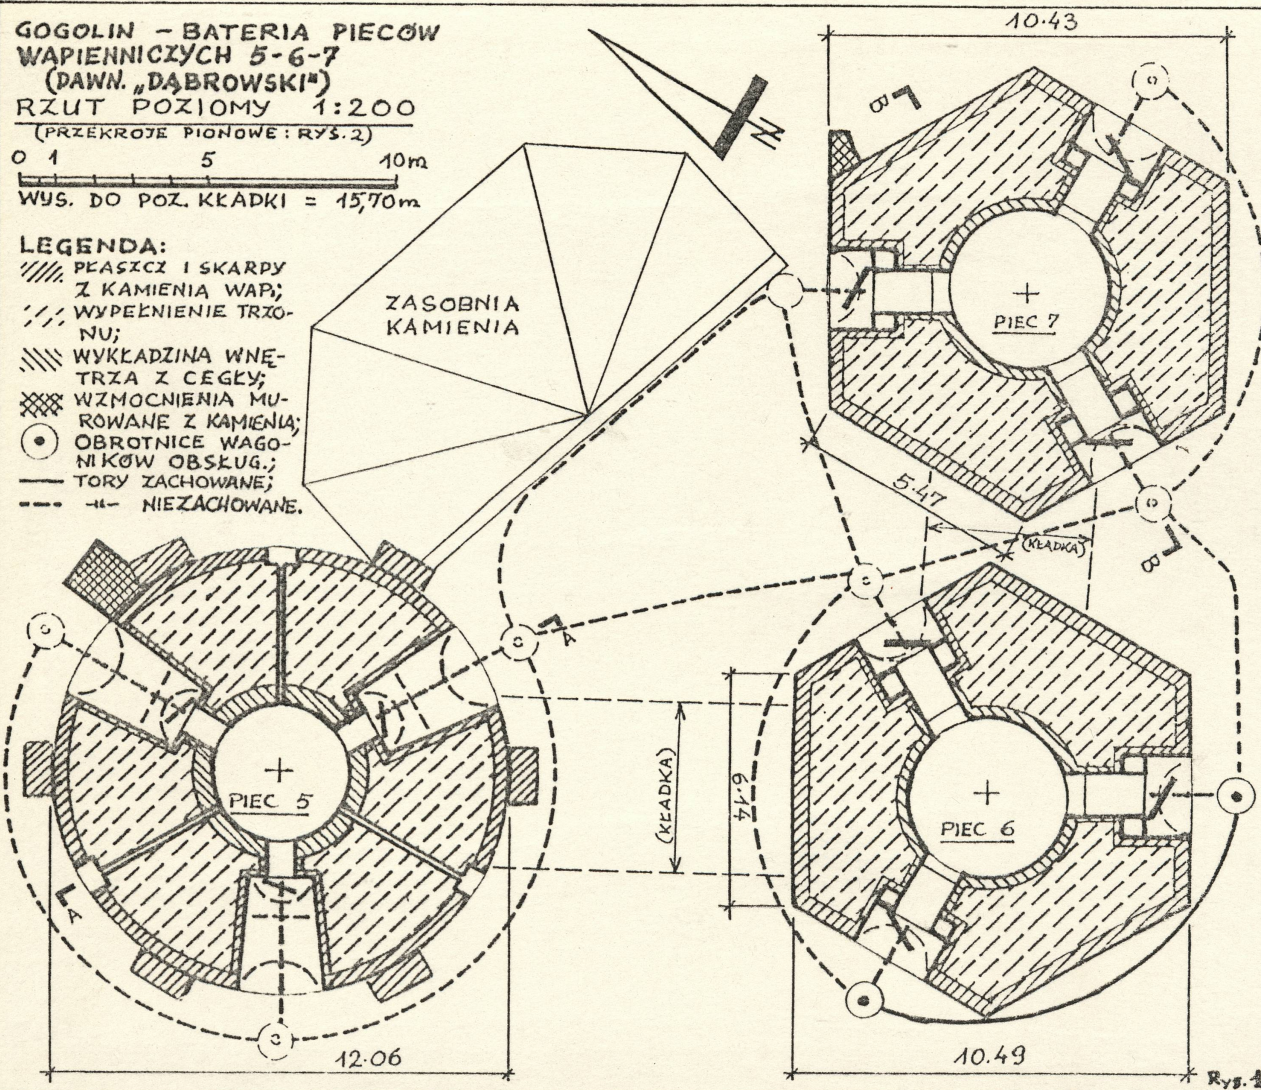 GOGOLIN – BATERIA PIECÓW
WAPIENNICZYCH 5-6-7
(DAWN. „DĄBROWSKI")
RZUT POZIOMY 1:200
(PRZEKROJE PIONOWE: RYS. 2)
0 1 5 10m
WYS. DO POZ. KŁADKI = 15,70m
LEGENDA:
PŁASZCZ I SKARPY
Z KAMIENIA WAP.;
WYPEŁNIENIE TRZO-
NU;
WYKŁADZINA WNĘ-
TRZA Z CEGŁY;
WZMOCNIENIA MU-
ROWANE Z KAMIENIA;
OBROTNICE WAGO-
NIKÓW OBSŁUG.;
TORY ZACHOWANE;
-"- NIEZACHOWANE.
N
ZASOBNIA
KAMIENIA
10.43
B
PIEC 7
5.47
(KŁADKA)
B
A
PIEC 5
A
12.06
(KŁADKA)
6.14
PIEC 6
10.49
Rys. 1